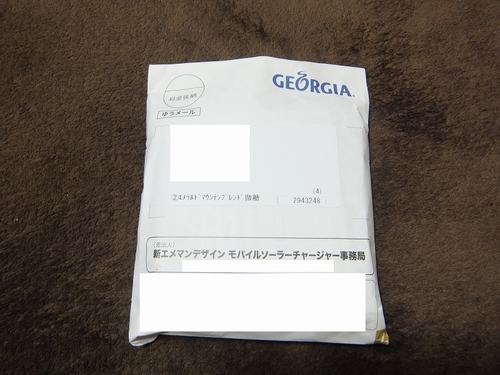 GEORGIA
料金後納
ゆうメール
(4)
②ｴﾒﾗﾙﾄﾞﾏｳﾝﾃﾝﾌﾞﾚﾝﾄﾞ微糖 2943248
(差出人)
新エメマンデザイン モバイルソーラーチャージャー事務局